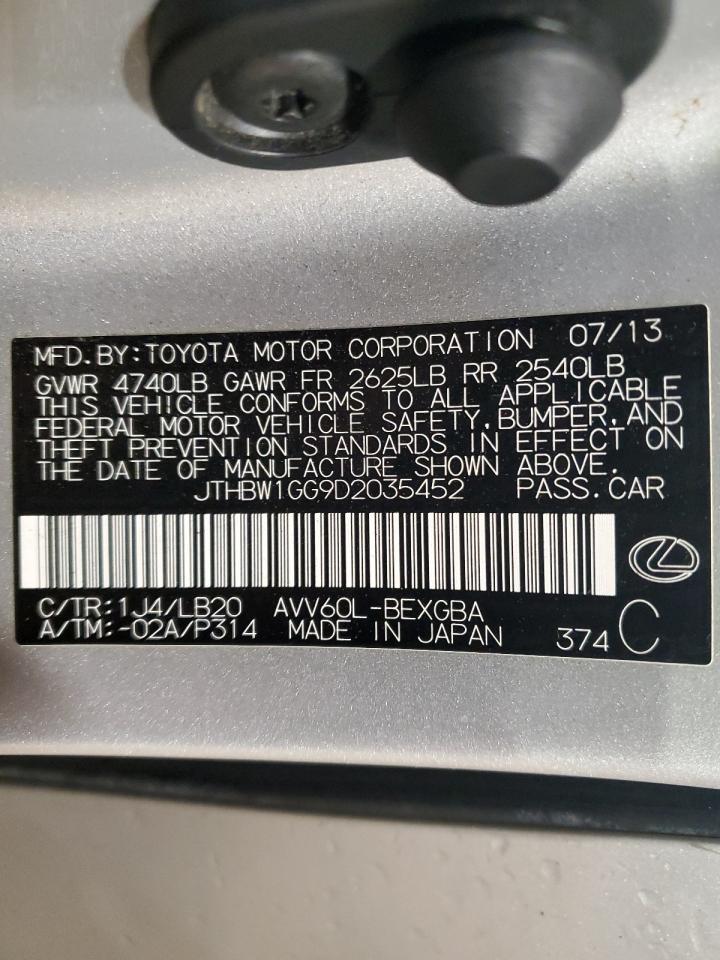 MFD.BY:TOYOTA MOTOR CORPORATION 07/13
GVWR 4740LB GAWR FR 2625LB RR 2540LB
THIS VEHICLE CONFORMS TO ALL APPLICABLE
FEDERAL MOTOR VEHICLE SAFETY,BUMPER,AND
THEFT PREVENTION STANDARDS IN EFFECT ON
THE DATE OF MANUFACTURE SHOWN ABOVE.
JTHBW1GG9D2035452 PASS.CAR
C/TR:1J4/LB20 AVV60L-BEXGBA
A/TM:-02A/P314 MADE IN JAPAN 374 C